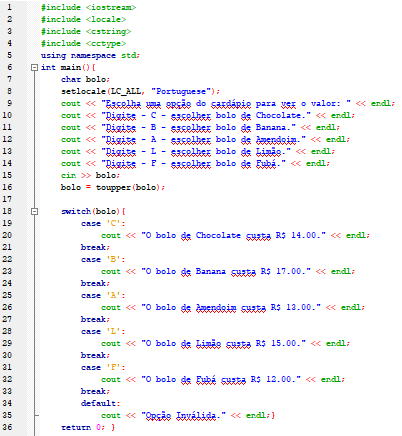 1 #include <iostream>
2 #include <locale>
3 #include <cstring>
4 #include <cctype>
5 using namespace std;
6 int main(){
7 char bolo;
8 setlocale(LC_ALL, "Portuguese");
9 cout << "Escolha uma opção do cardápio para ver o valor: " << endl;
10 cout << "Digite - C - escolher bolo de Chocolate." << endl;
11 cout << "Digite - B - escolher bolo de Banana." << endl;
12 cout << "Digite - A - escolher bolo de Amendoim." << endl;
13 cout << "Digite - L - escolher bolo de Limão." << endl;
14 cout << "Digite - F - escolher bolo de Fubá." << endl;
15 cin >> bolo;
16 bolo = toupper(bolo);
17
18 switch(bolo){
19 case 'C':
20 cout << "O bolo de Chocolate custa R$ 14.00." << endl;
21 break;
22 case 'B':
23 cout << "O bolo de Banana custa R$ 17.00." << endl;
24 break;
25 case 'A':
26 cout << "O bolo de Amendoim custa R$ 13.00." << endl;
27 break;
28 case 'L':
29 cout << "O bolo de Limão custa R$ 15.00." << endl;
30 break;
31 case 'F':
32 cout << "O bolo de Fubá custa R$ 12.00." << endl;
33 break;
34 default:
35 cout << "Opção Inválida." << endl;}
36 return 0; }